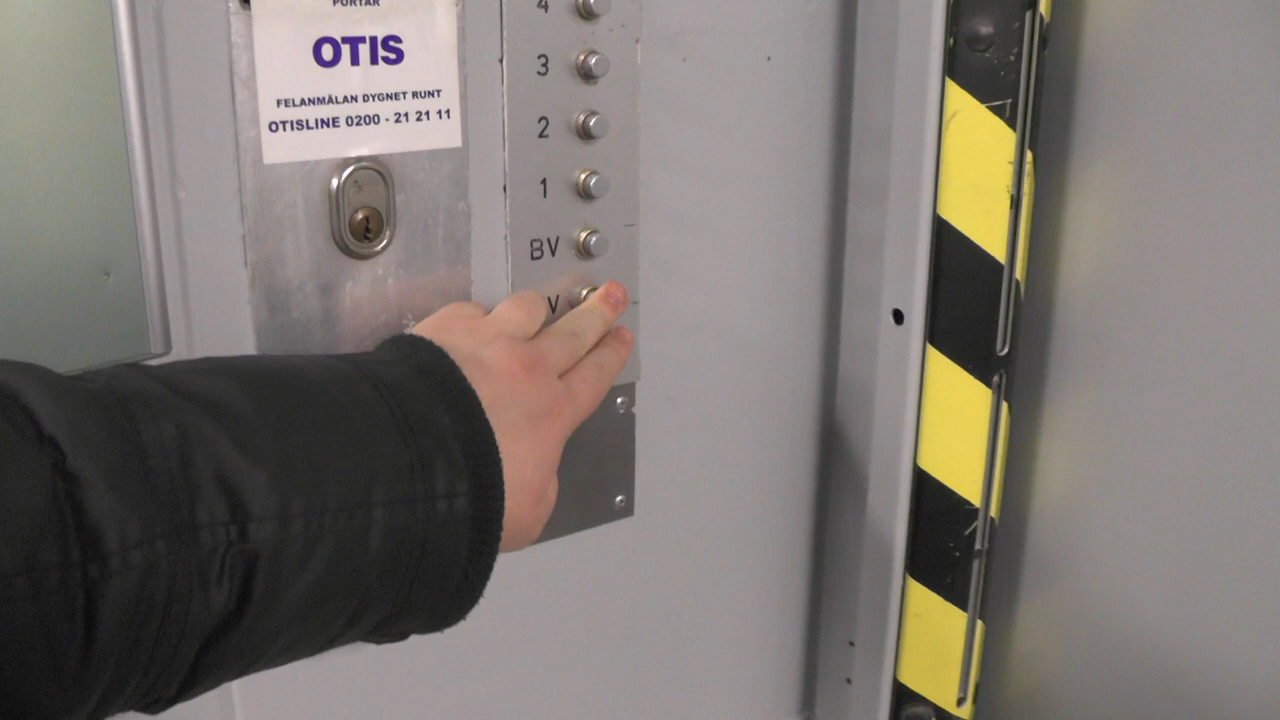 PORTAR
OTIS
FELANMÄLAN DYGNET RUNT
OTISLINE 0200 - 21 21 11
4
3
2
1
BV
V